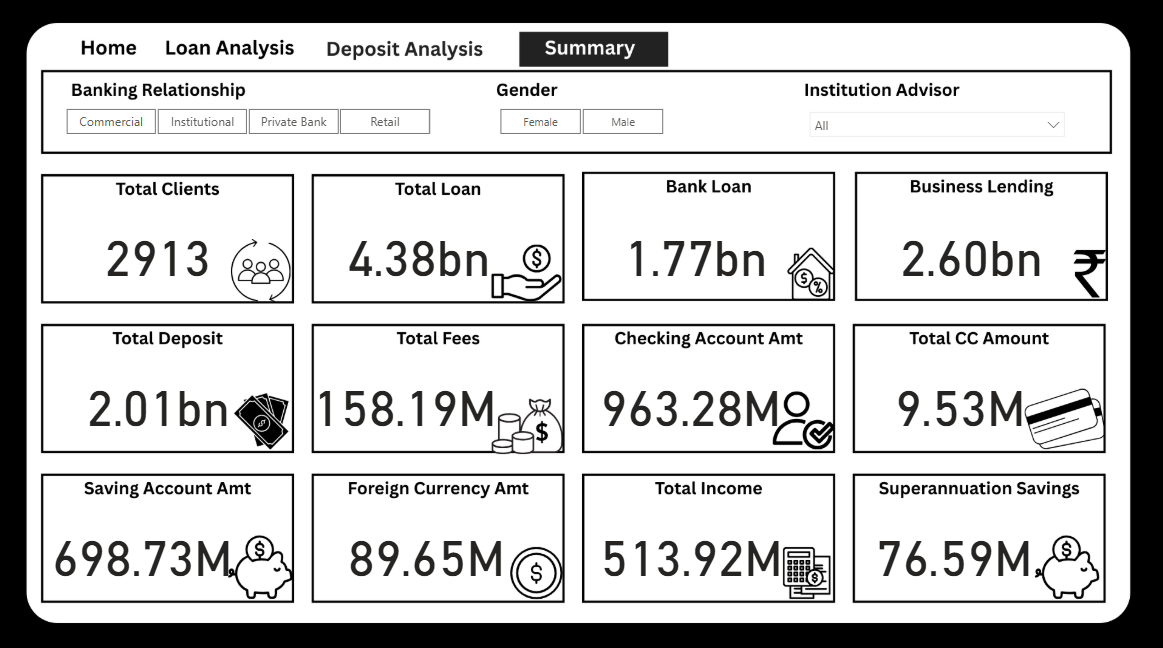 Home Loan Analysis Deposit Analysis Summary
Banking Relationship Gender Institution Advisor
Commercial Institutional Private Bank Retail Female Male All
Total Clients Total Loan Bank Loan Business Lending
2913 4.38bn 1.77bn 2.60bn
$ $ % ₹
Total Deposit Total Fees Checking Account Amt Total CC Amount
2.01bn 158.19M 963.28M 9.53M
$
Saving Account Amt Foreign Currency Amt Total Income Superannuation Savings
698.73M 89.65M 513.92M 76.59M
$ $ $ $